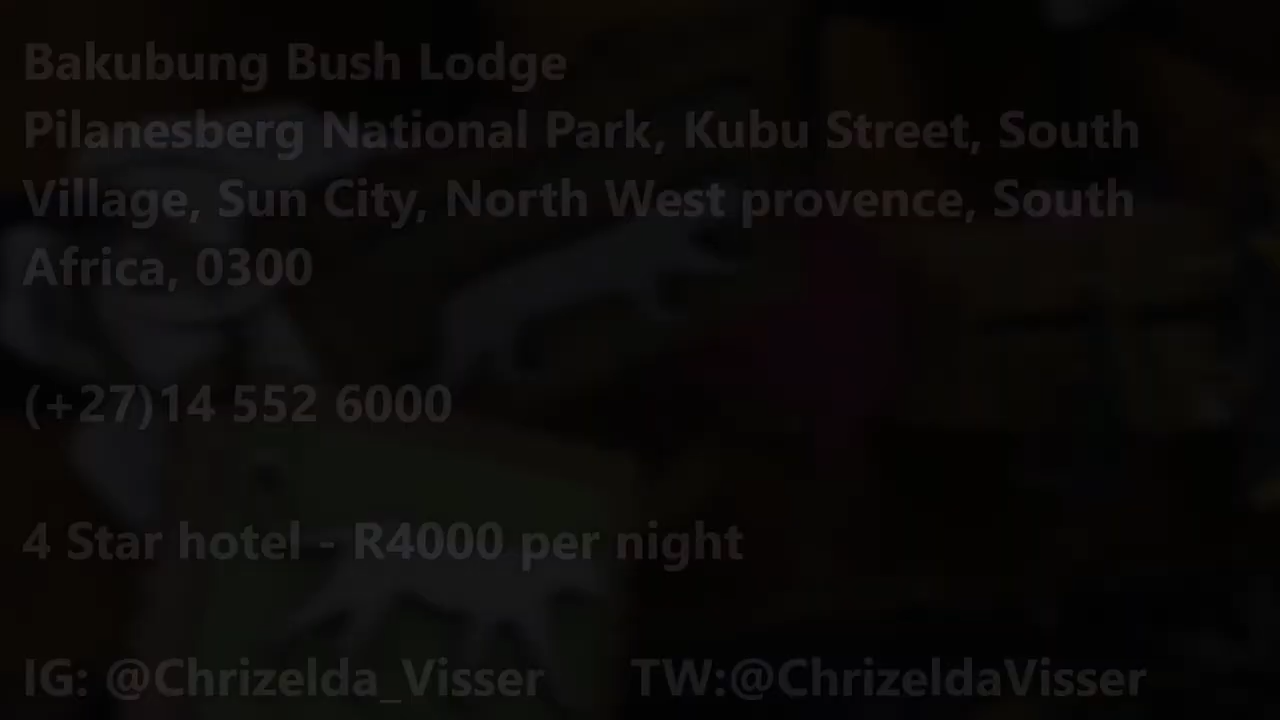 Bakubung Bush Lodge
Pilanesberg National Park, Kubu Street, South
Village, Sun City, North West provence, South
Africa, 0300
(+27)14 552 6000
4 Star hotel - R4000 per night
IG: @Chrizelda_Visser TW:@ChrizeldaVisser